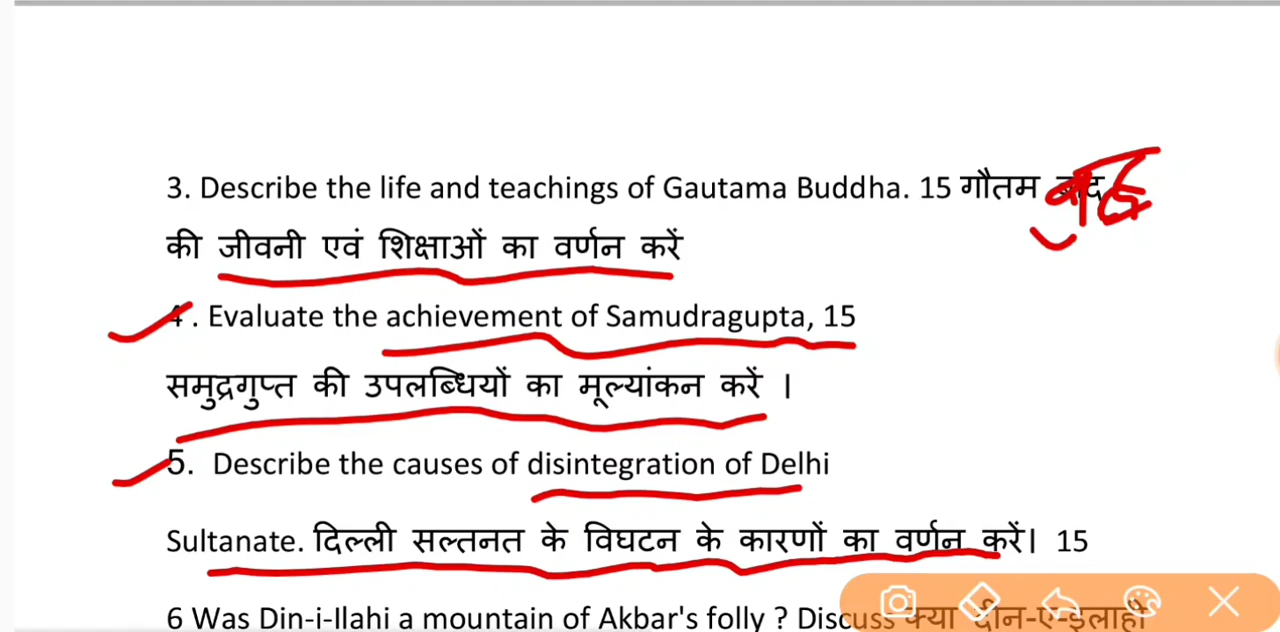 3. Describe the life and teachings of Gautama Buddha. 15 गौतम बुद्ध
की जीवनी एवं शिक्षाओं का वर्णन करें
4. Evaluate the achievement of Samudragupta, 15
समुद्रगुप्त की उपलब्धियों का मूल्यांकन करें ।
5. Describe the causes of disintegration of Delhi
Sultanate. दिल्ली सल्तनत के विघटन के कारणों का वर्णन करें। 15
6 Was Din-i-Ilahi a mountain of Akbar's folly ? Discuss क्या दीन-ए-इलाही